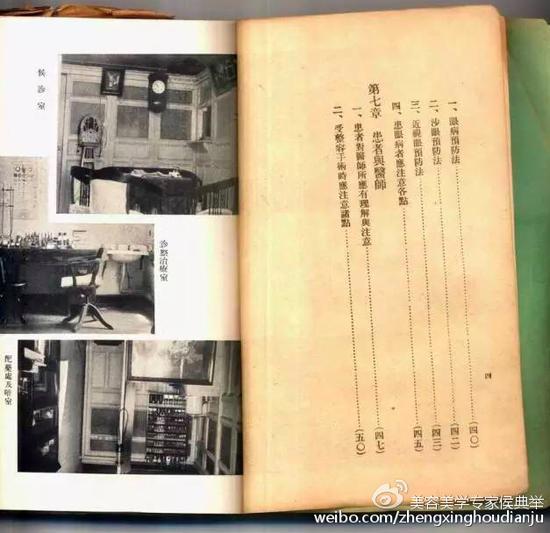 候診室
診察治療室
配藥處及暗室
一、眼病預防法……(四〇)
二、沙眼預防法……(四二)
三、近視眼預防法……(四三)
四、患眼病者應注意各點……(四五)
第七章 患者與醫師
一、患者對醫師所應有理解與注意……(四七)
二、受整容手術時應注意諸點……(五〇)
四
美容美学专家侯典举
weibo.com/zhengxinghoudianju